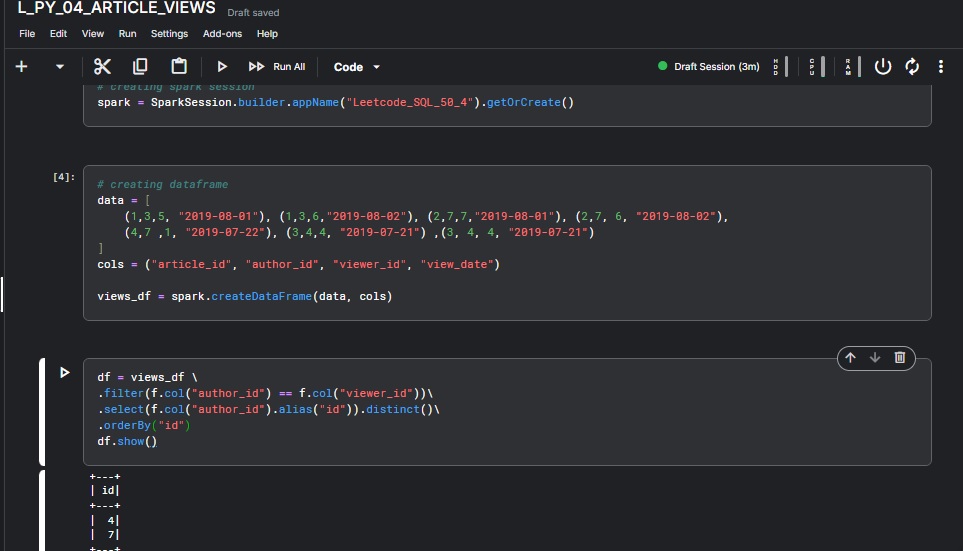 L_PY_04_ARTICLE_VIEWS Draft saved
File Edit View Run Settings Add-ons Help
+ Run All Code Draft Session (3m) HDD CPU RAM
# creating spark session
spark = SparkSession.builder.appName("Leetcode_SQL_50_4").getOrCreate()
[4]:
# creating dataframe
data = [
(1,3,5, "2019-08-01"), (1,3,6,"2019-08-02"), (2,7,7,"2019-08-01"), (2,7, 6, "2019-08-02"),
(4,7 ,1, "2019-07-22"), (3,4,4, "2019-07-21") ,(3, 4, 4, "2019-07-21")
]
cols = ("article_id", "author_id", "viewer_id", "view_date")
views_df = spark.createDataFrame(data, cols)
df = views_df \
.filter(f.col("author_id") == f.col("viewer_id"))\
.select(f.col("author_id").alias("id")).distinct()\
.orderBy("id")
df.show()
+---+
| id|
+---+
|  4|
|  7|
+---+